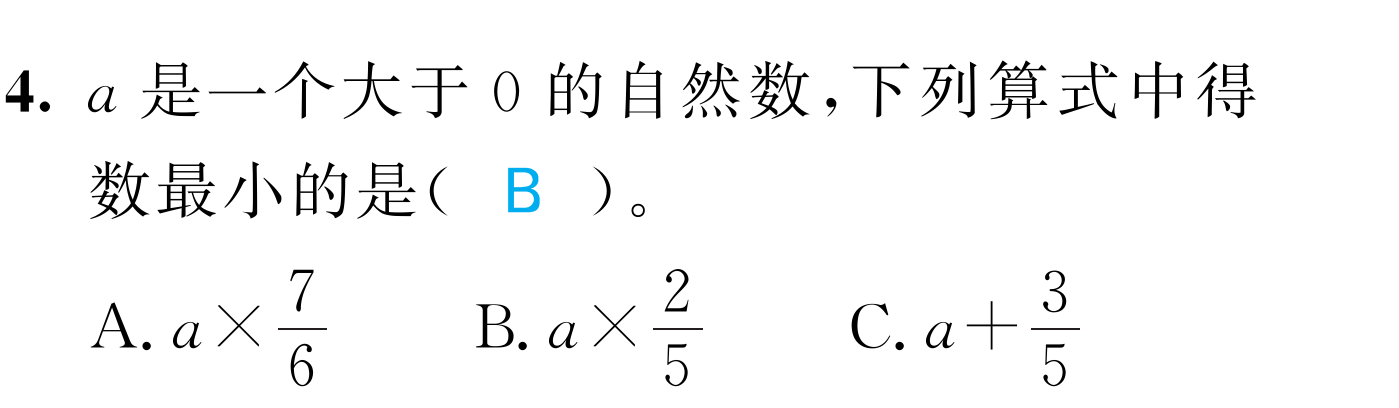 4. a 是一个大于 0 的自然数,下列算式中得
数最小的是( B )。
A. a×7/6 B. a×2/5 C. a+3/5